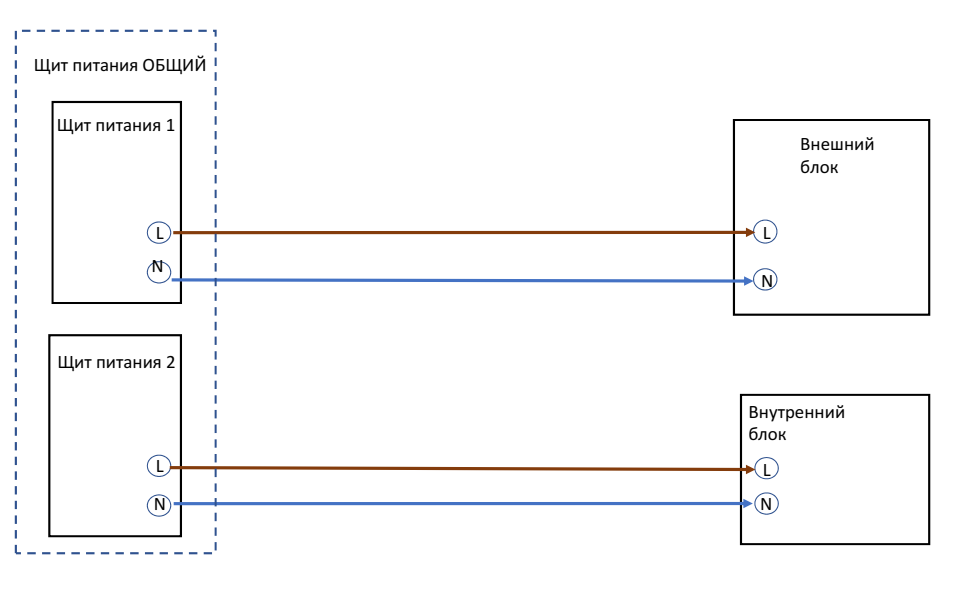 Щит питания ОБЩИЙ
Щит питания 1
L
N
Внешний
блок
L
N
Щит питания 2
L
N
Внутренний
блок
L
N